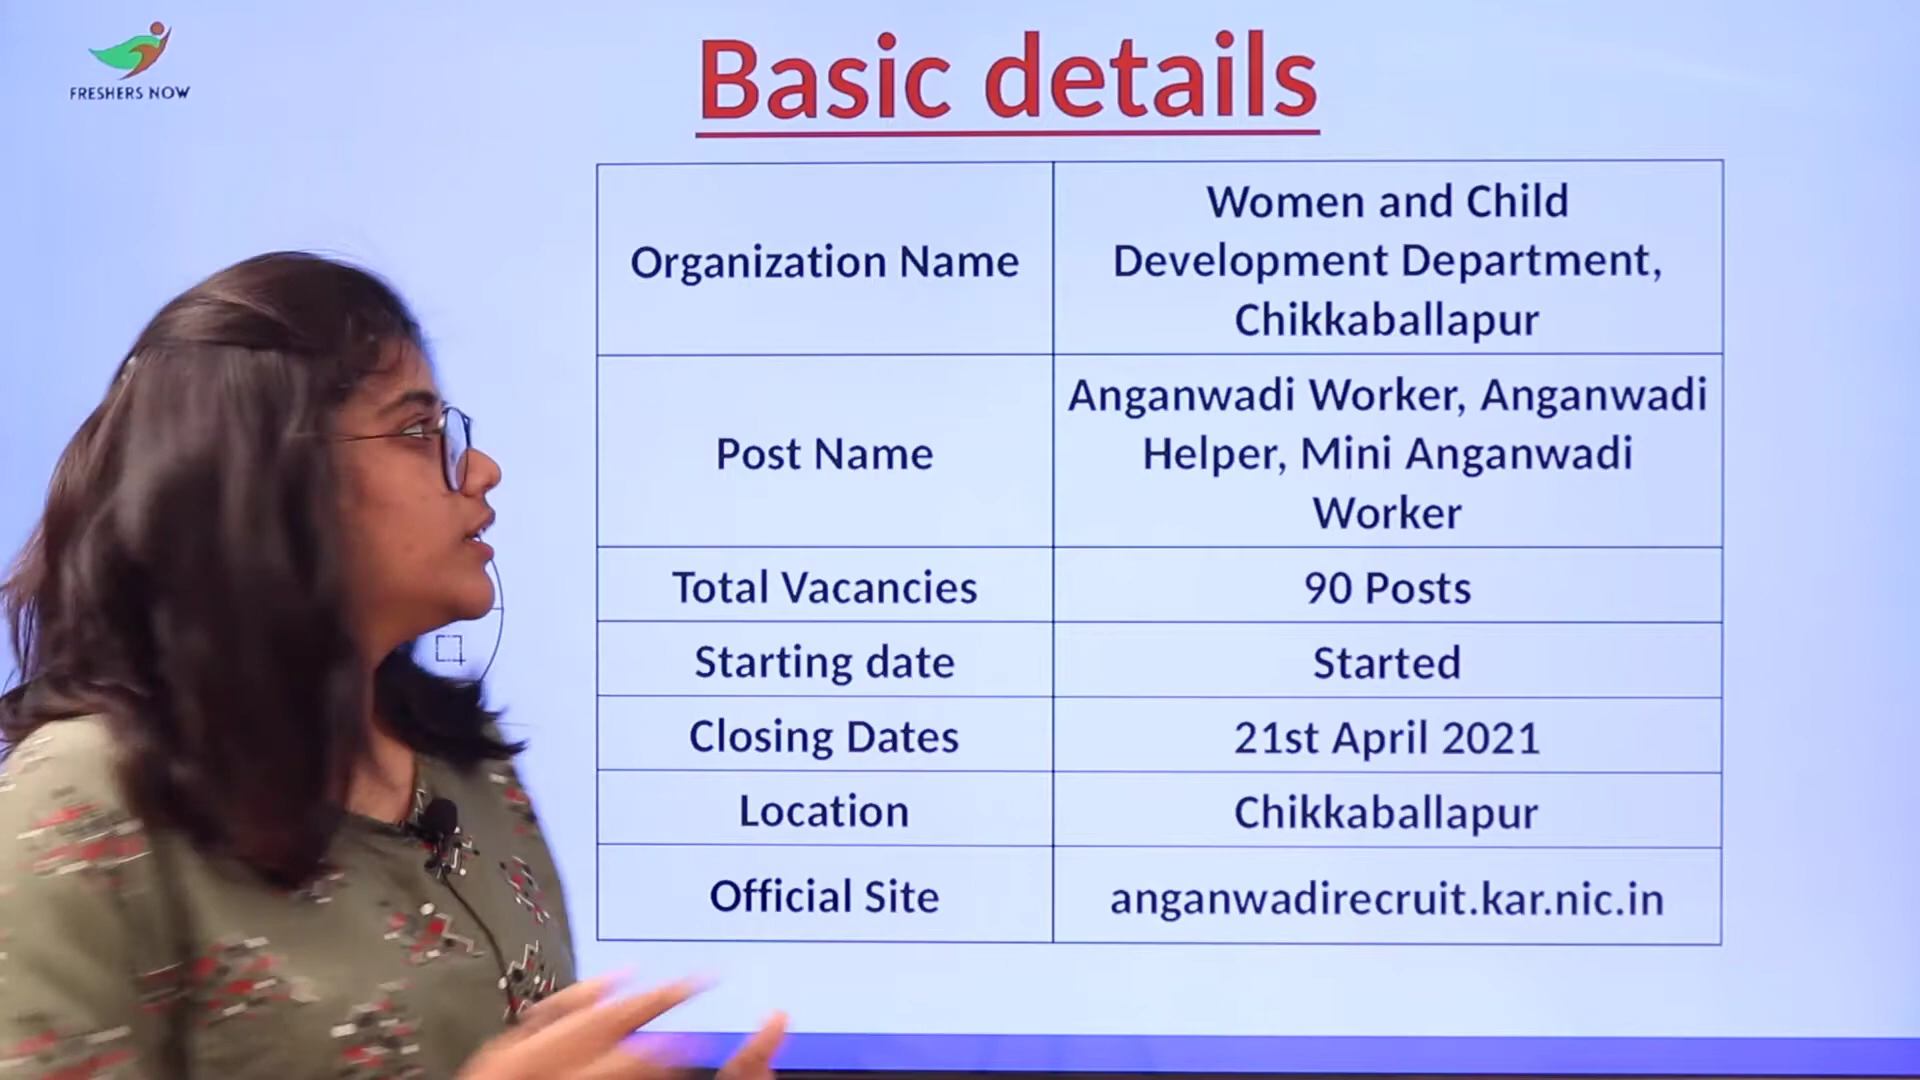 FRESHERS NOW
Basic details
Organization Name
Women and Child
Development Department,
Chikkaballapur
Post Name
Anganwadi Worker, Anganwadi
Helper, Mini Anganwadi
Worker
Total Vacancies
90 Posts
Starting date
Started
Closing Dates
21st April 2021
Location
Chikkaballapur
Official Site
anganwadirecruit.kar.nic.in